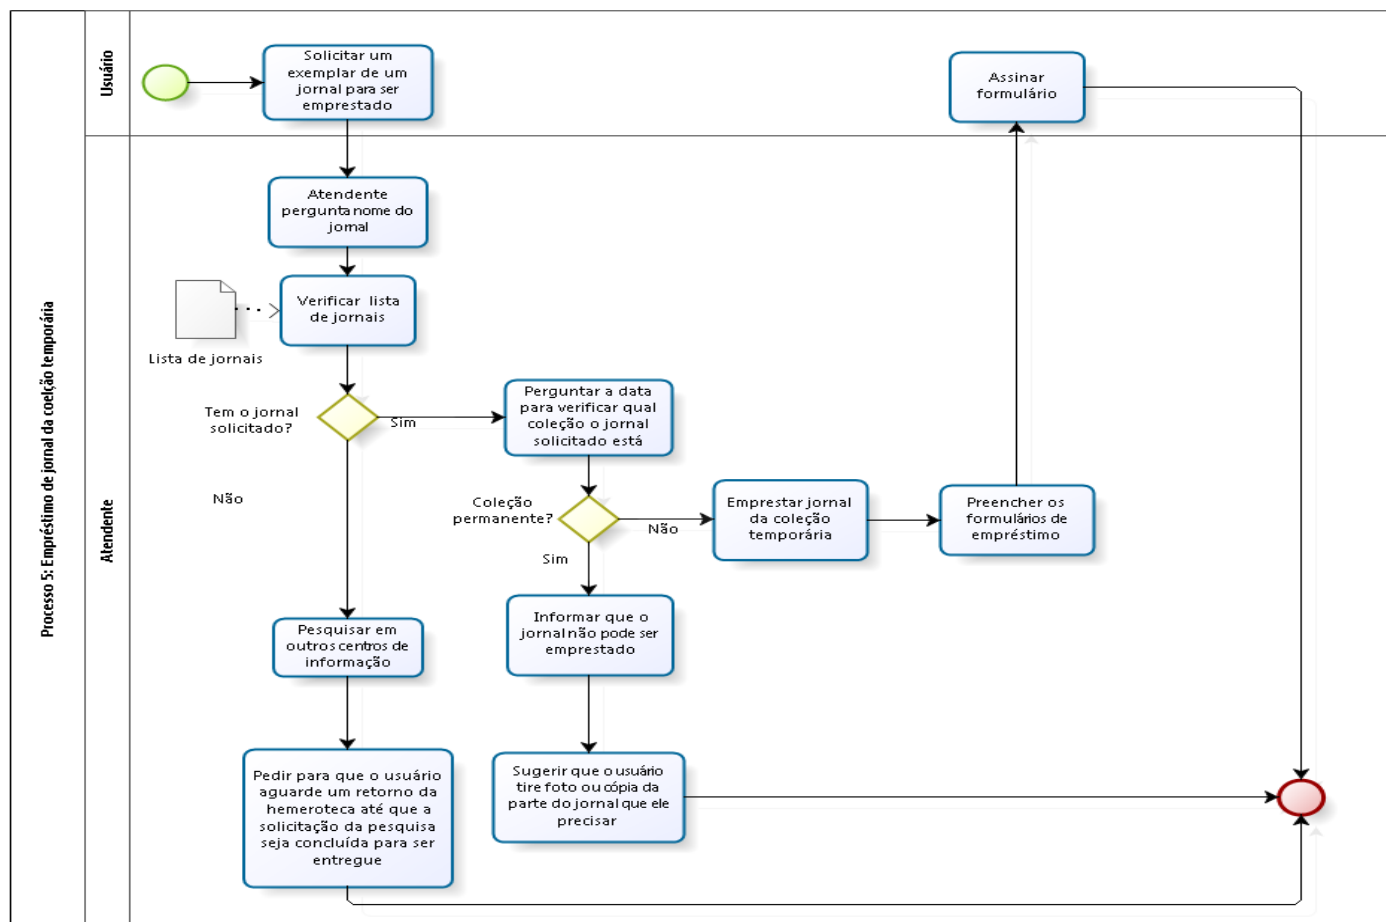 Processo 5: Empréstimo de jornal da coelção temporária
Usuário
Solicitar um
exemplar de um
jornal para ser
emprestado
Assinar
formulário
Atendente
Atendente
pergunta nome do
jornal
Verificar lista
de jornais
Lista de jornais
Tem o jornal
solicitado?
Sim
Não
Perguntar a data
para verificar qual
coleção o jornal
solicitado está
Coleção
permanente?
Não
Sim
Emprestar jornal
da coleção
temporária
Preencher os
formulários de
empréstimo
Informar que o
jornal não pode ser
emprestado
Pesquisar em
outros centros de
informação
Pedir para que o usuário
aguarde um retorno da
hemeroteca até que a
solicitação da pesquisa
seja concluída para ser
entregue
Sugerir que o usuário
tire foto ou cópia da
parte do jornal que ele
precisar